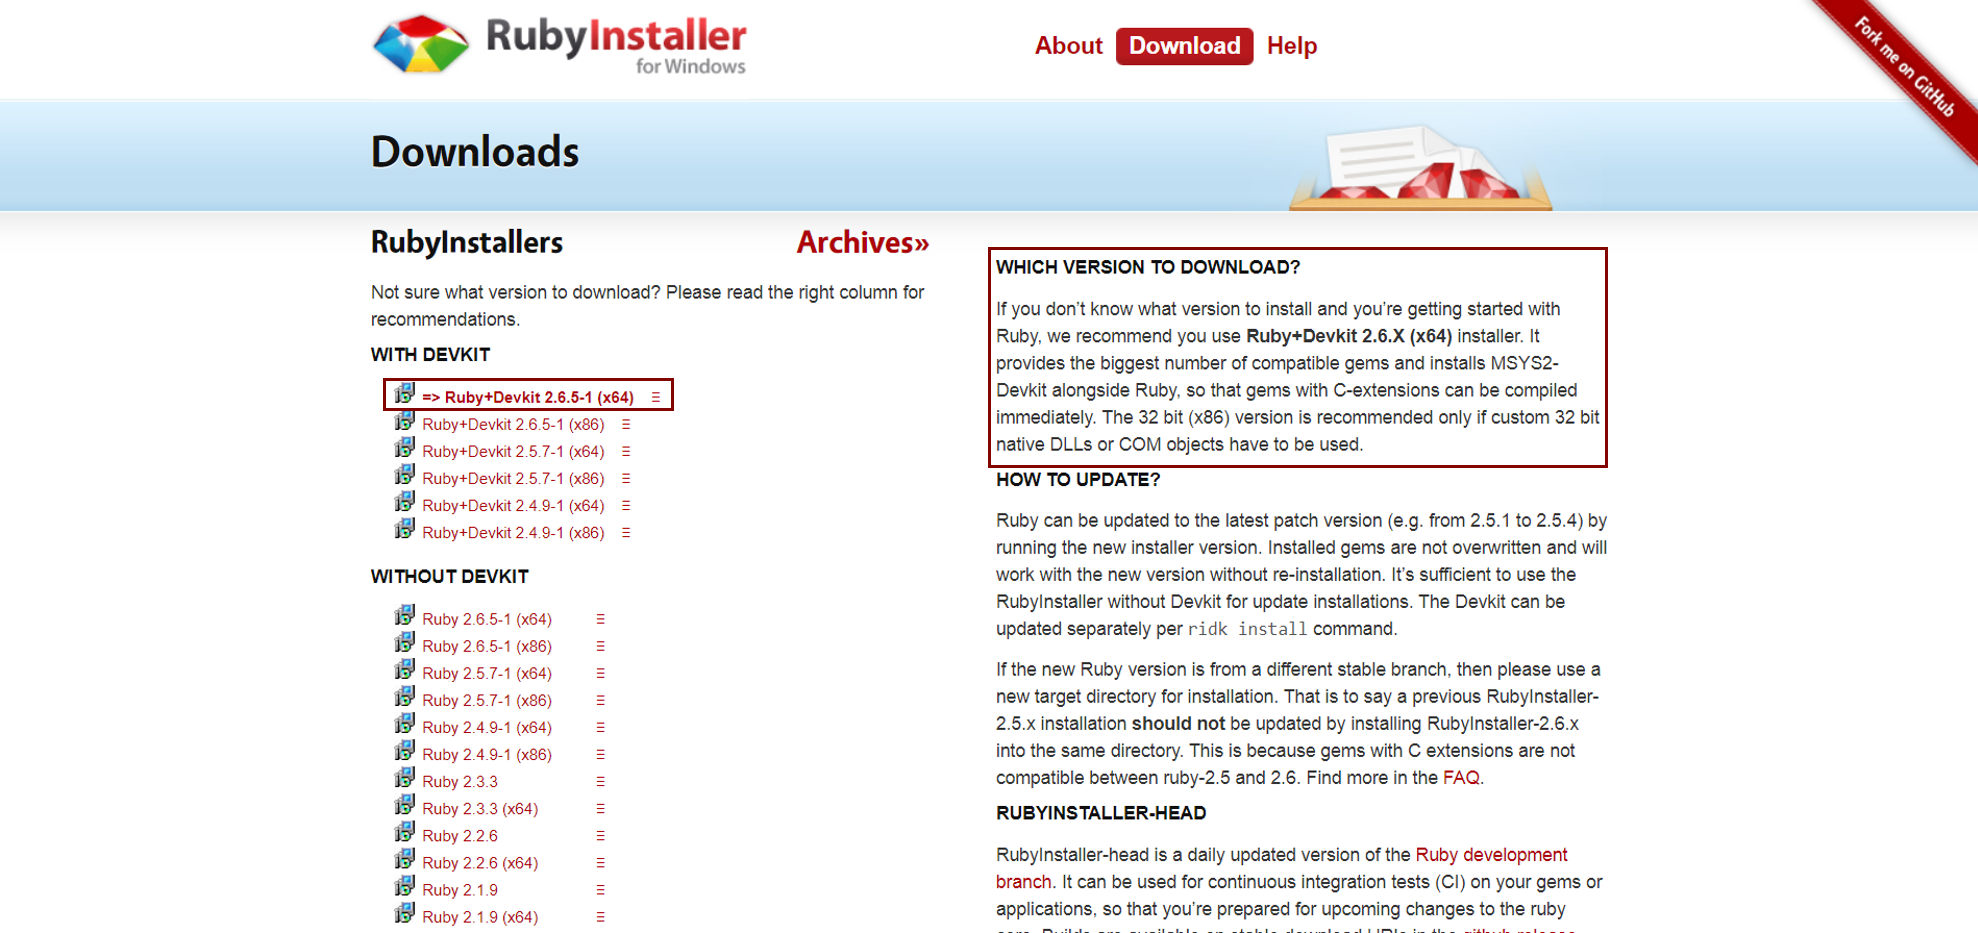 RubyInstaller
for Windows
About Download Help
Fork me on GitHub
Downloads
RubyInstallers
Archives»
Not sure what version to download? Please read the right column for
recommendations.
WITH DEVKIT
=> Ruby+Devkit 2.6.5-1 (x64)
Ruby+Devkit 2.6.5-1 (x86)
Ruby+Devkit 2.5.7-1 (x64)
Ruby+Devkit 2.5.7-1 (x86)
Ruby+Devkit 2.4.9-1 (x64)
Ruby+Devkit 2.4.9-1 (x86)
WITHOUT DEVKIT
Ruby 2.6.5-1 (x64)
Ruby 2.6.5-1 (x86)
Ruby 2.5.7-1 (x64)
Ruby 2.5.7-1 (x86)
Ruby 2.4.9-1 (x64)
Ruby 2.4.9-1 (x86)
Ruby 2.3.3
Ruby 2.3.3 (x64)
Ruby 2.2.6
Ruby 2.2.6 (x64)
Ruby 2.1.9
Ruby 2.1.9 (x64)
WHICH VERSION TO DOWNLOAD?
If you don’t know what version to install and you’re getting started with
Ruby, we recommend you use Ruby+Devkit 2.6.X (x64) installer. It
provides the biggest number of compatible gems and installs MSYS2-
Devkit alongside Ruby, so that gems with C-extensions can be compiled
immediately. The 32 bit (x86) version is recommended only if custom 32 bit
native DLLs or COM objects have to be used.
HOW TO UPDATE?
Ruby can be updated to the latest patch version (e.g. from 2.5.1 to 2.5.4) by
running the new installer version. Installed gems are not overwritten and will
work with the new version without re-installation. It’s sufficient to use the
RubyInstaller without Devkit for update installations. The Devkit can be
updated separately per ridk install command.
If the new Ruby version is from a different stable branch, then please use a
new target directory for installation. That is to say a previous RubyInstaller-
2.5.x installation should not be updated by installing RubyInstaller-2.6.x
into the same directory. This is because gems with C extensions are not
compatible between ruby-2.5 and 2.6. Find more in the FAQ.
RUBYINSTALLER-HEAD
RubyInstaller-head is a daily updated version of the Ruby development
branch. It can be used for continuous integration tests (CI) on your gems or
applications, so that you’re prepared for upcoming changes to the ruby